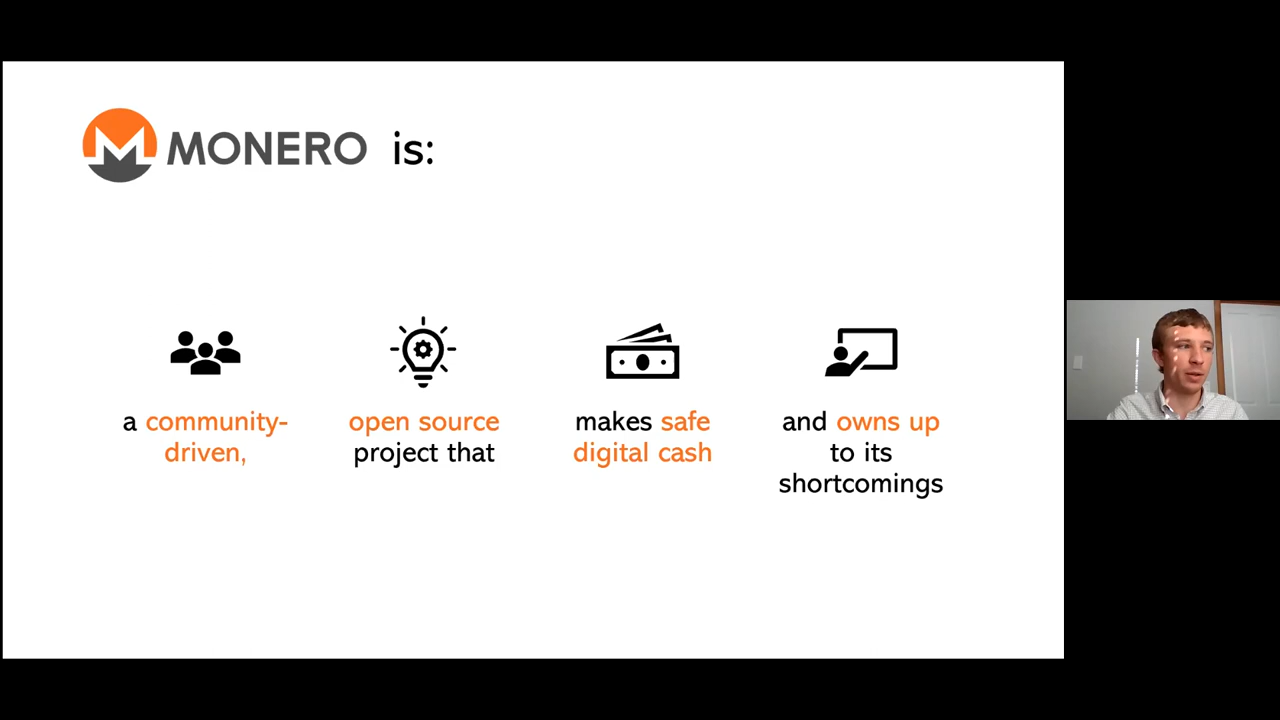 MONERO is:
a community-
driven,
open source
project that
makes safe
digital cash
and owns up
to its
shortcomings